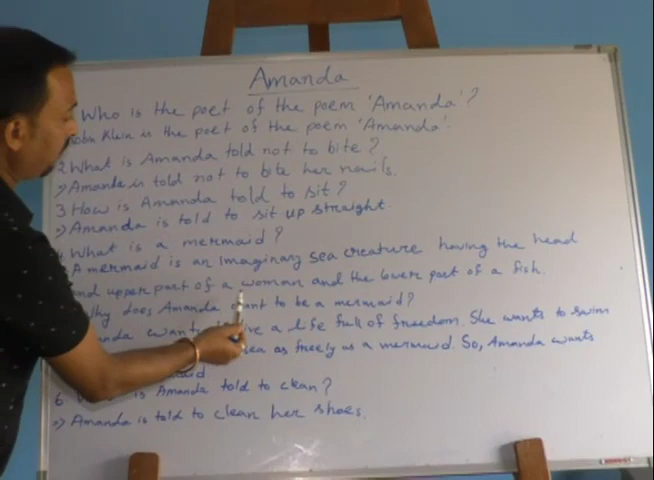 Amanda
Who is the poet of the poem 'Amanda'?
Robin Klein is the poet of the poem 'Amanda'.
2. What is Amanda told not to bite?
=> Amanda is told not to bite her nails.
3. How is Amanda told to sit?
=> Amanda is told to sit up straight.
What is a mermaid?
A mermaid is an Imaginary sea creature having the head
and upper part of a woman and the lower part of a fish.
Why does Amanda want to be a mermaid?
wants live a life full of freedom. She wants to swim
sea as freely as a mermaid. So, Amanda wants
6. is Amanda told to clean?
=> Amanda is told to clean her shoes.